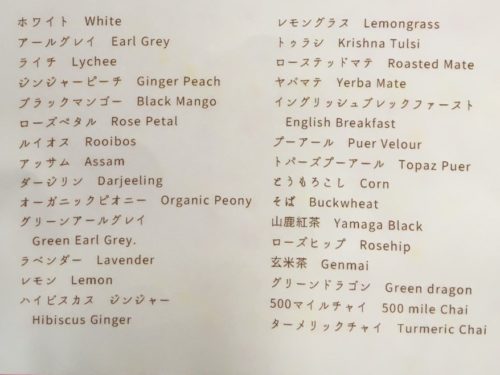 ホワイト White
アールグレイ Earl Grey
ライチ Lychee
ジンジャーピーチ Ginger Peach
ブラックマンゴー Black Mango
ローズペタル Rose Petal
ルイオス Rooibos
アッサム Assam
ダージリン Darjeeling
オーガニックピオニー Organic Peony
グリーンアールグレイ
Green Earl Grey.
ラベンダー Lavender
レモン Lemon
ハイビスカス ジンジャー
Hibiscus Ginger
レモングラス Lemongrass
トゥラシ Krishna Tulsi
ローステッドマテ Roasted Mate
ヤバマテ Yerba Mate
イングリッシュブレックファースト
English Breakfast
プーアール Puer Velour
トパーズプーアール Topaz Puer
とうもろこし Corn
そば Buckwheat
山鹿紅茶 Yamaga Black
ローズヒップ Rosehip
玄米茶 Genmai
グリーンドラゴン Green dragon
500マイルチャイ 500 mile Chai
ターメリックチャイ Turmeric Chai